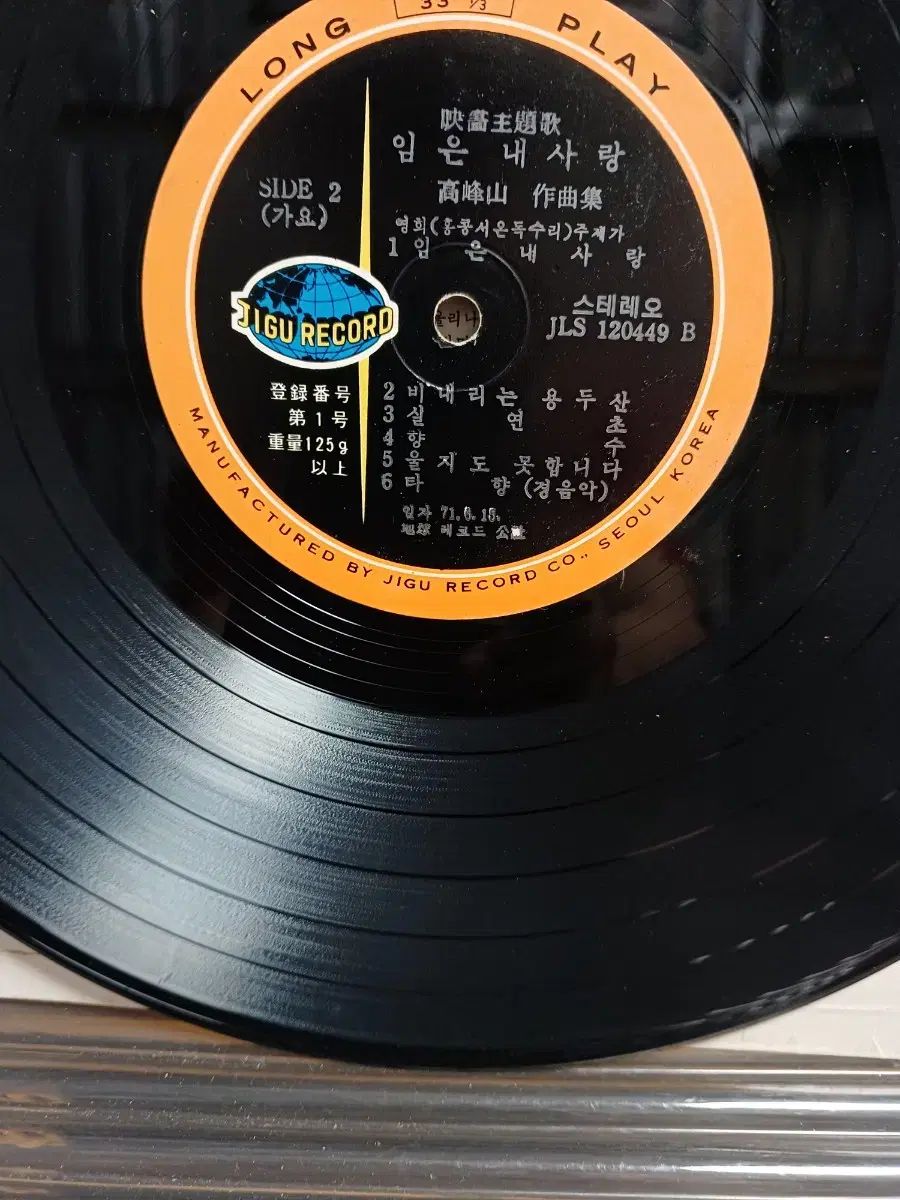 33 1/3
LONG PLAY
映畵主題歌
임은 내사랑
高峰山 作曲集
SIDE 2
(가요)
영화(홍콩서온독수리)주제가
1 임은 내사랑
JIGU RECORD
스테레오
JLS 120449 B
登録番号
第1号
重量125g
以上
2 비내리는 용두산
3 실연초
4 향수
5 울지도 못합니다
6 타향 (경음악)
일자 71.6.15.
地球 레코드 公社
MANUFACTURED BY JIGU RECORD CO., SEOUL KOREA